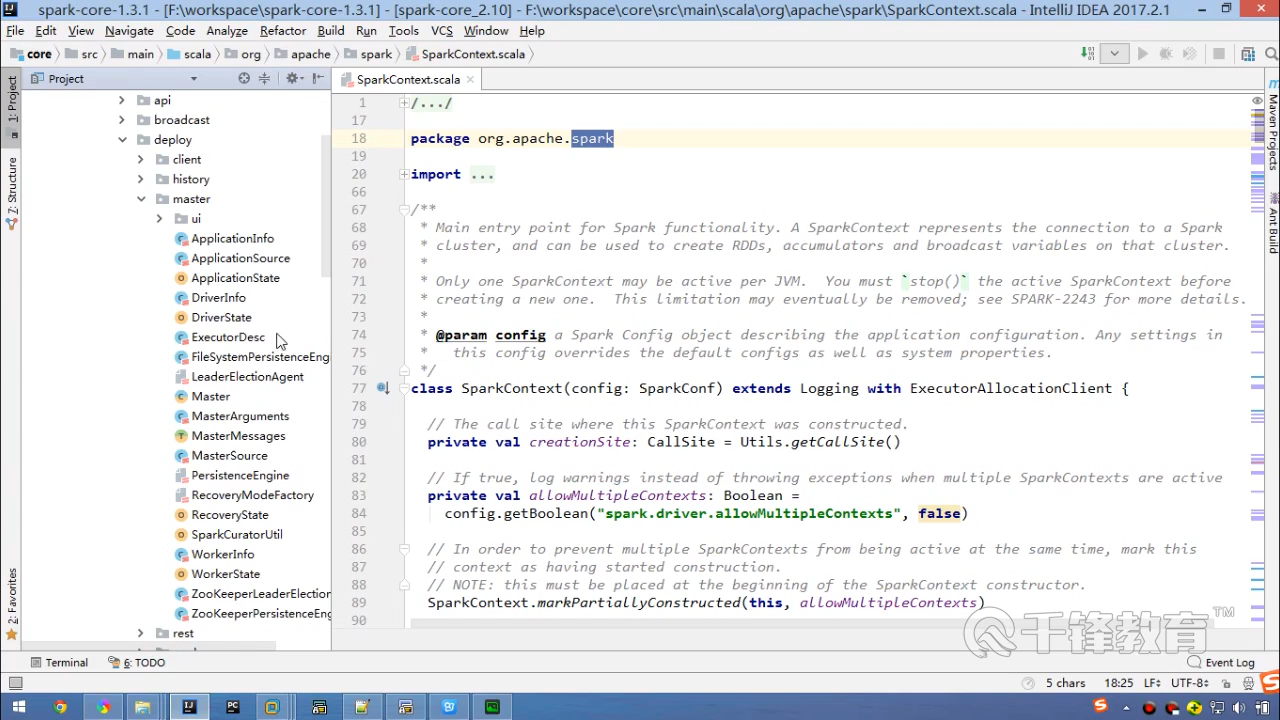 spark-core-1.3.1 - [F:\workspace\spark-core-1.3.1] - [spark-core_2.10] - F:\workspace\core\src\main\scala\org\apache\spark\SparkContext.scala - IntelliJ IDEA 2017.2.1
File Edit View Navigate Code Analyze Refactor Build Run Tools VCS Window Help
core src main scala org apache spark SparkContext.scala
Project
SparkContext.scala
1: Project
7: Structure
2: Favorites
Maven Projects
Ant Build
api
broadcast
deploy
client
history
master
ui
ApplicationInfo
ApplicationSource
ApplicationState
DriverInfo
DriverState
ExecutorDesc
FileSystemPersistenceEng
LeaderElectionAgent
Master
MasterArguments
MasterMessages
MasterSource
PersistenceEngine
RecoveryModeFactory
RecoveryState
SparkCuratorUtil
WorkerInfo
WorkerState
ZooKeeperLeaderElection
ZooKeeperPersistenceEng
rest
1 /.../
17
18 package org.apache.spark
19
20 import ...
66
67 /**
68 * Main entry point for Spark functionality. A SparkContext represents the connection to a Spark
69 * cluster, and can be used to create RDDs, accumulators and broadcast variables on that cluster.
70 *
71 * Only one SparkContext may be active per JVM. You must `stop()` the active SparkContext before
72 * creating a new one. This limitation may eventually be removed; see SPARK-2243 for more details.
73 *
74 * @param config a Spark Config object describing the application configuration. Any settings in
75 * this config overrides the default configs as well as system properties.
76 */
77 class SparkContext(config: SparkConf) extends Logging with ExecutorAllocationClient {
78
79 // The call site where this SparkContext was constructed.
80 private val creationSite: CallSite = Utils.getCallSite()
81
82 // If true, log warnings instead of throwing exceptions when multiple SparkContexts are active
83 private val allowMultipleContexts: Boolean =
84 config.getBoolean("spark.driver.allowMultipleContexts", false)
85
86 // In order to prevent multiple SparkContexts from being active at the same time, mark this
87 // context as having started construction.
88 // NOTE: this must be placed at the beginning of the SparkContext constructor.
89 SparkContext.markPartiallyConstructed(this, allowMultipleContexts)
90
千锋教育™
Terminal 6: TODO Event Log
5 chars 18:25 LF÷ UTF-8÷